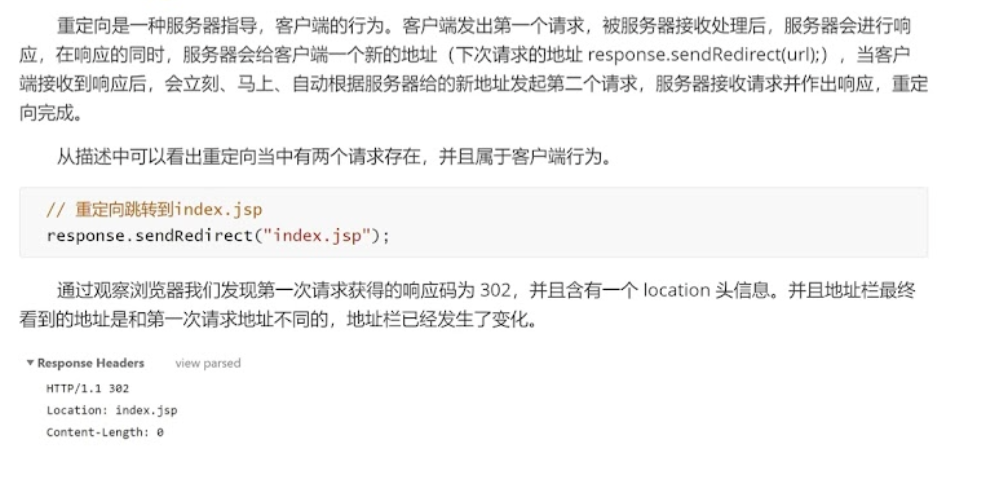 重定向是一种服务器指导，客户端的行为。客户端发出第一个请求，被服务器接收处理后，服务器会进行响
应，在响应的同时，服务器会给客户端一个新的地址（下次请求的地址 response.sendRedirect(url);），当客户
端接收到响应后，会立刻、马上、自动根据服务器给的新地址发起第二个请求，服务器接收请求并作出响应，重定
向完成。
从描述中可以看出重定向当中有两个请求存在，并且属于客户端行为。
// 重定向跳转到index.jsp
response.sendRedirect("index.jsp");
通过观察浏览器我们发现第一次请求获得的响应码为 302，并且含有一个 location 头信息。并且地址栏最终
看到的地址是和第一次请求地址不同的，地址栏已经发生了变化。
▼Response Headers view parsed
HTTP/1.1 302
Location: index.jsp
Content-Length: 0